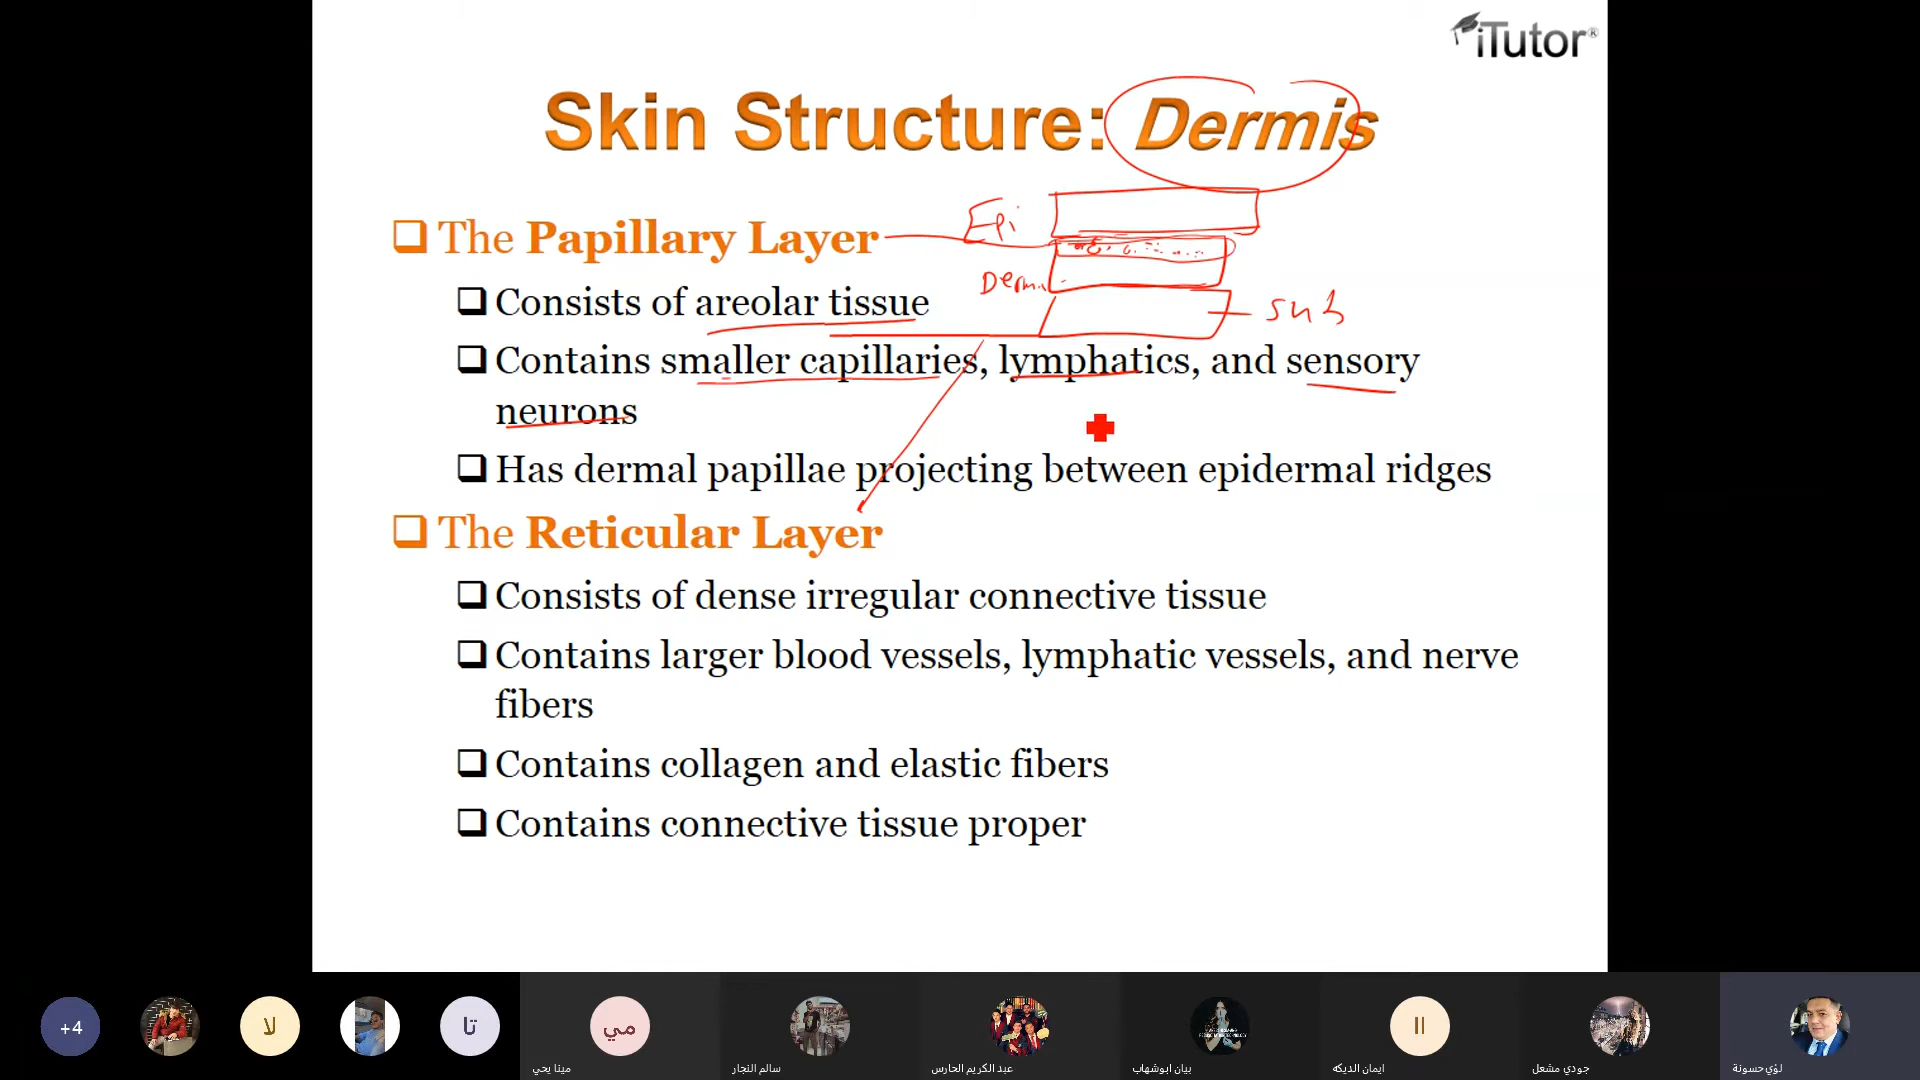 iTutor®
Skin Structure: Dermis
Epi
The Papillary Layer
Dermis
Consists of areolar tissue
sub
Contains smaller capillaries, lymphatics, and sensory
neurons
Has dermal papillae projecting between epidermal ridges
The Reticular Layer
Consists of dense irregular connective tissue
Contains larger blood vessels, lymphatic vessels, and nerve
fibers
Contains collagen and elastic fibers
Contains connective tissue proper
+4
لا
تا
مي
اا
مينا يحي
سالم النجار
عبد الكريم الحارس
بيان ابوشهاب
ايمان الديكه
جودي مشعل
لؤي حسونة